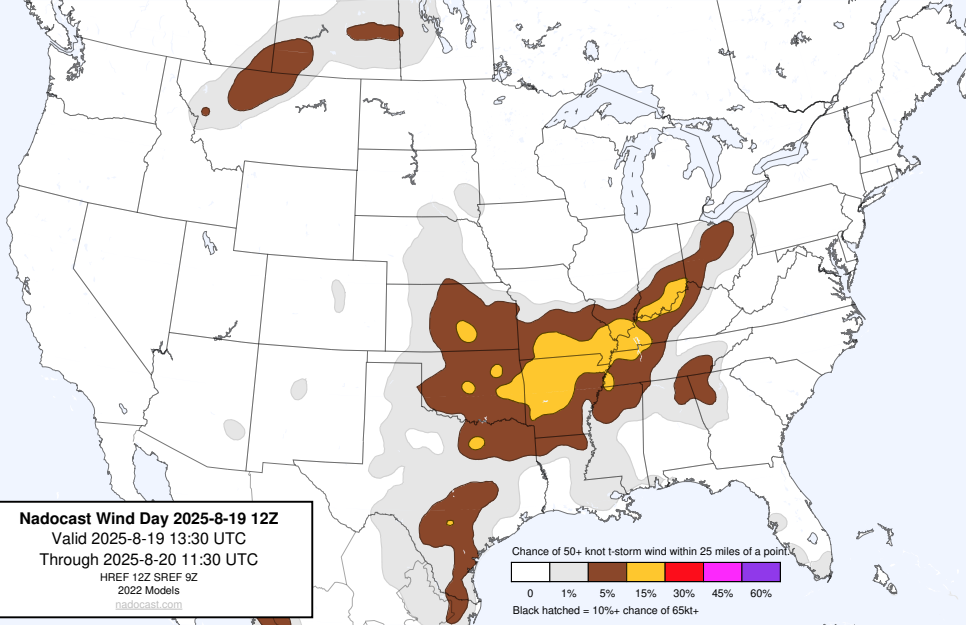 Nadocast Wind Day 2025-8-19 12Z
Valid 2025-8-19 13:30 UTC
Through 2025-8-20 11:30 UTC
HREF 12Z SREF 9Z
2022 Models
nadocast.com
Chance of 50+ knot t-storm wind within 25 miles of a point.
0 1% 5% 15% 30% 45% 60%
Black hatched = 10%+ chance of 65kt+